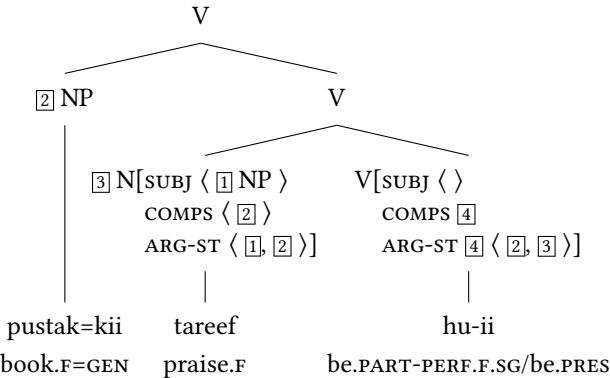 V
[2] NP V
[3] N[SUBJ ⟨ [1] NP ⟩ V[SUBJ ⟨ ⟩
COMPS ⟨ [2] ⟩ COMPS [4]
ARG-ST ⟨ [1], [2] ⟩] ARG-ST [4] ⟨ [2], [3] ⟩]
pustak=kii tareef hu-ii
book.F=GEN praise.F be.PART-PERF.F.SG/be.PRES